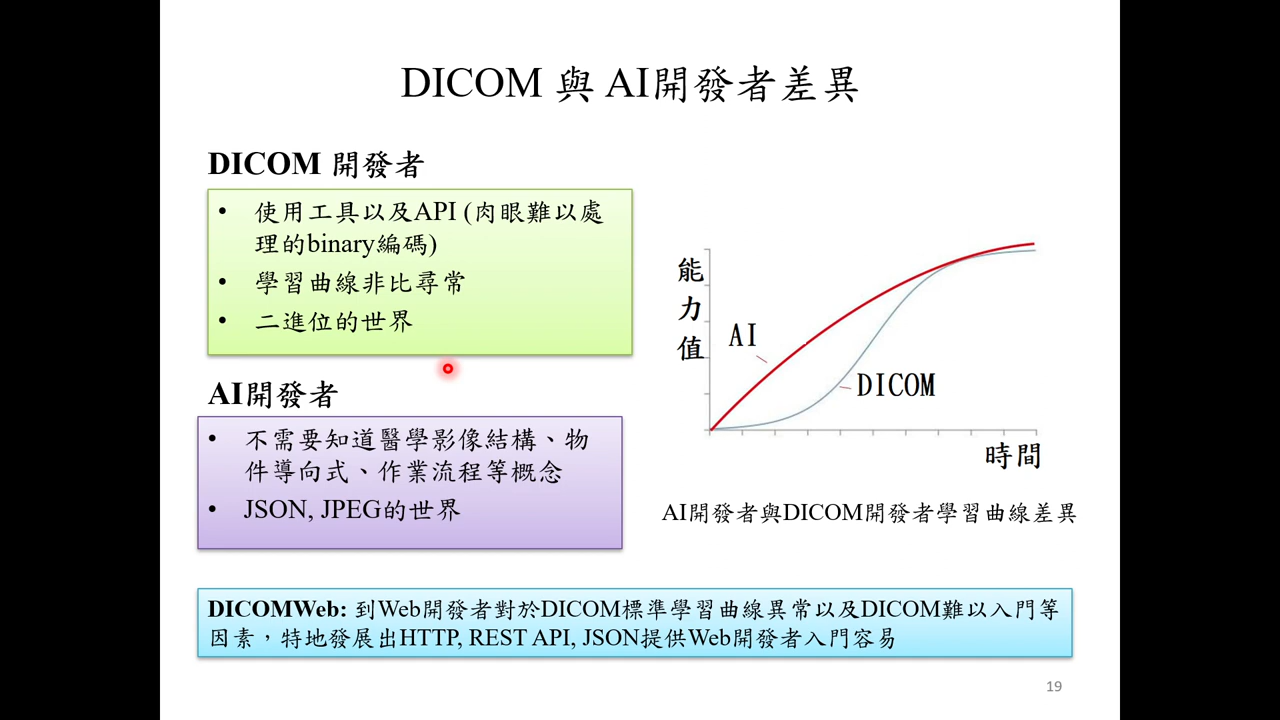 DICOM 與 AI開發者差異
DICOM 開發者
• 使用工具以及API (肉眼難以處
理的binary編碼)
• 學習曲線非比尋常
• 二進位的世界
AI開發者
• 不需要知道醫學影像結構、物
件導向式、作業流程等概念
• JSON, JPEG的世界
能力值
AI
DICOM
時間
AI開發者與DICOM開發者學習曲線差異
DICOMWeb: 到Web開發者對於DICOM標準學習曲線異常以及DICOM難以入門等
因素，特地發展出HTTP, REST API, JSON提供Web開發者入門容易
19